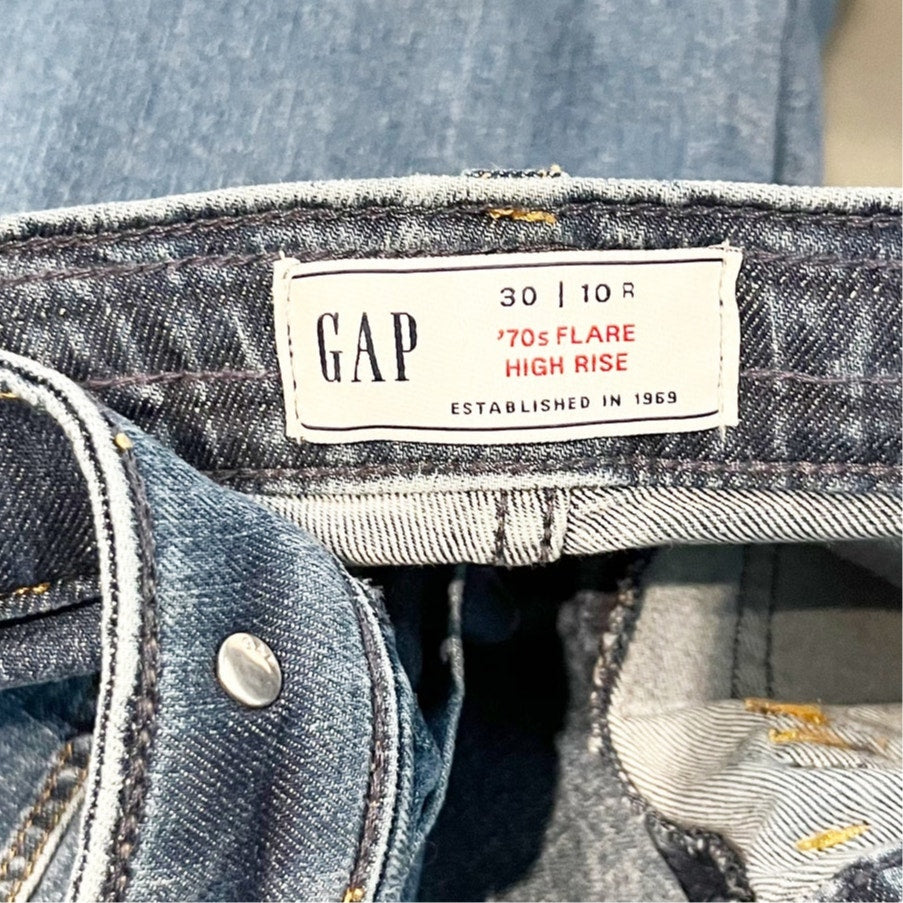 GAP
30 | 10 R
'70s FLARE
HIGH RISE
ESTABLISHED IN 1969